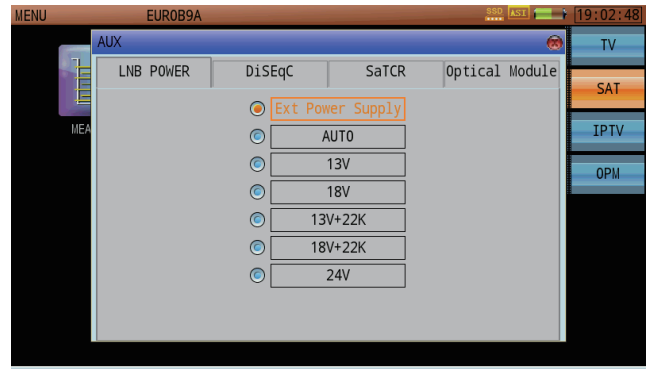 MENU EUROB9A SSD AST 19:02:48
AUX
TV
LNB POWER DiSEqC SaTCR Optical Module
SAT
Ext Power Supply
MEA
AUTO
IPTV
13V
OPM
18V
13V+22K
18V+22K
24V